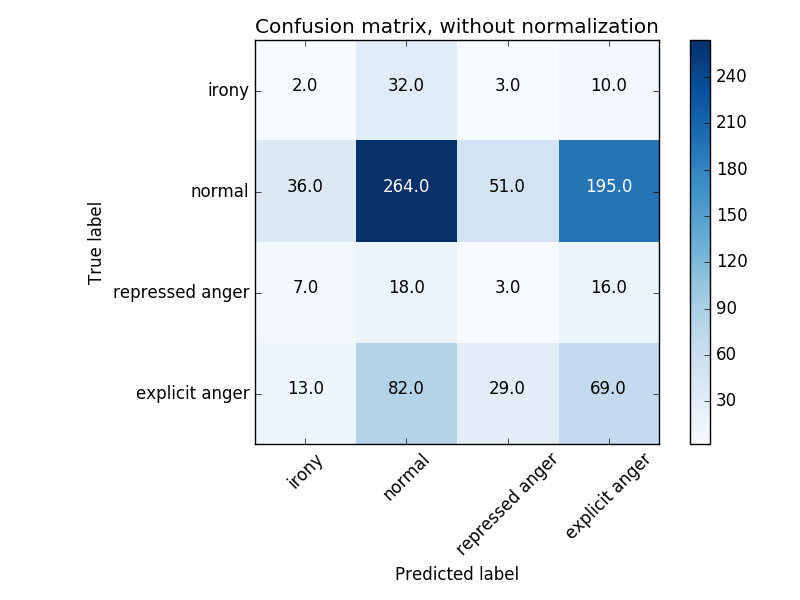 Confusion matrix, without normalization
irony 2.0 32.0 3.0 10.0
normal 36.0 264.0 51.0 195.0
repressed anger 7.0 18.0 3.0 16.0
explicit anger 13.0 82.0 29.0 69.0
True label
irony normal repressed anger explicit anger
Predicted label
240
210
180
150
120
90
60
30